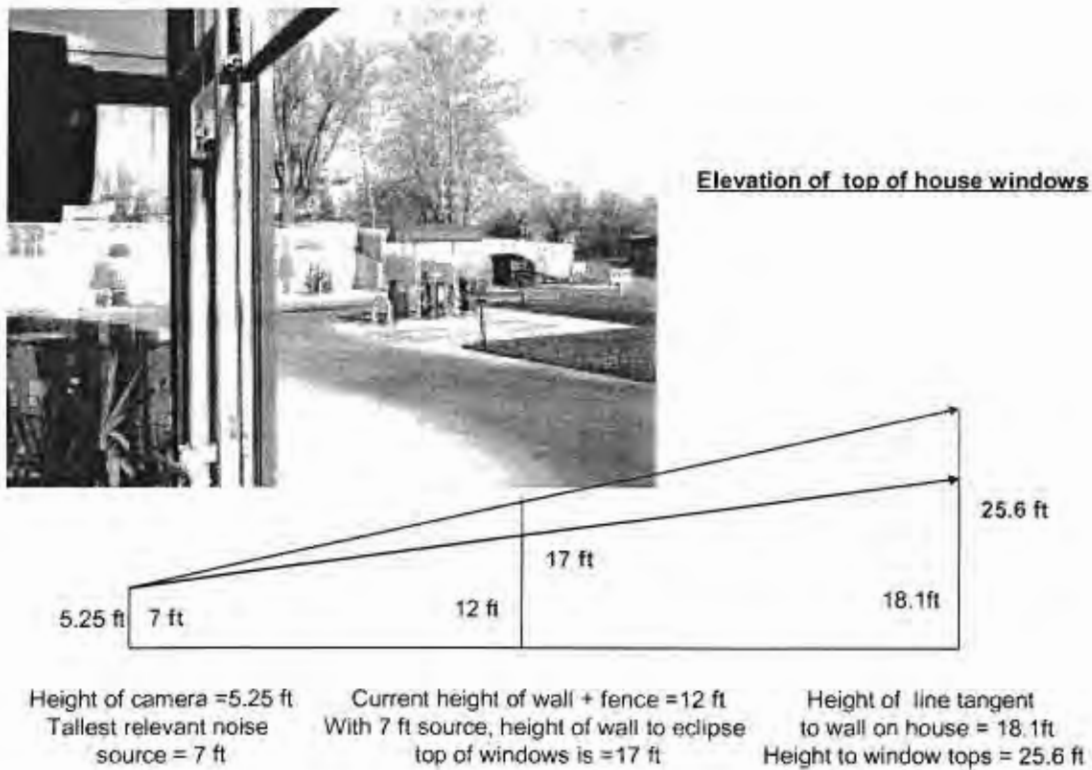 Elevation of top of house windows
25.6 ft
17 ft
5.25 ft 7 ft
12 ft
18.1ft
Height of camera =5.25 ft
Tallest relevant noise
source = 7 ft
Current height of wall + fence =12 ft
With 7 ft source, height of wall to eclipse
top of windows is =17 ft
Height of line tangent
to wall on house = 18.1ft
Height to window tops = 25.6 ft